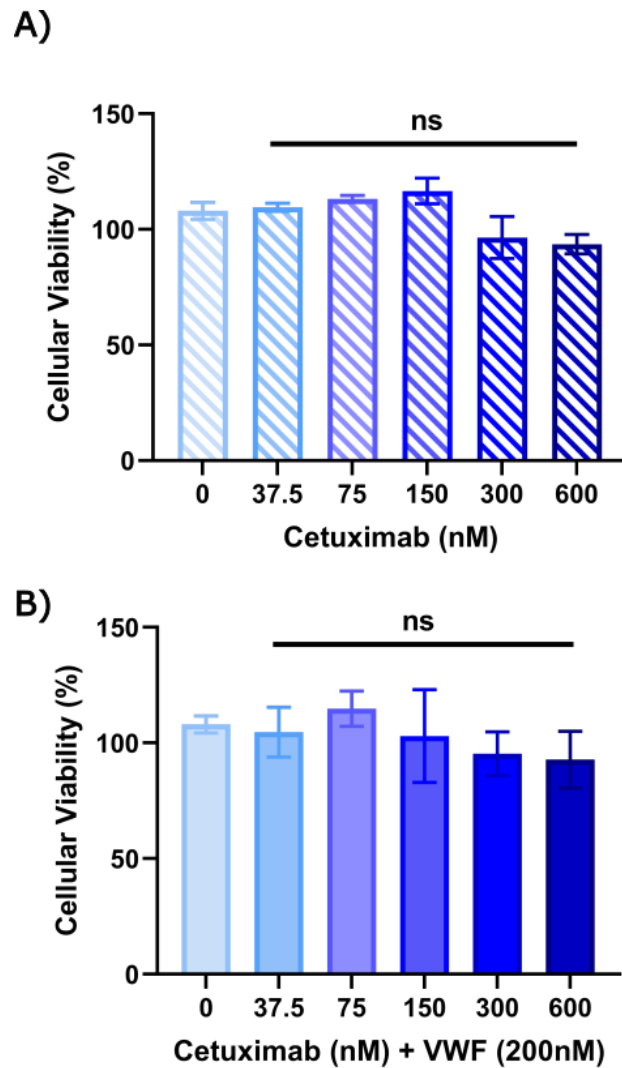 A)
ns
150
100
50
0
Cellular Viability (%)
0 37.5 75 150 300 600
Cetuximab (nM)
B)
ns
150
100
50
0
Cellular Viability (%)
0 37.5 75 150 300 600
Cetuximab (nM) + VWF (200nM)